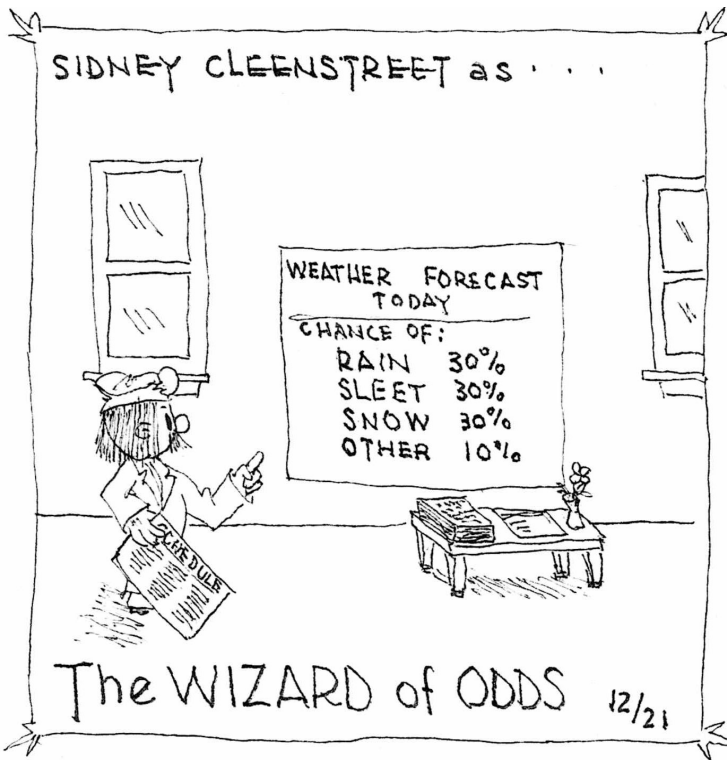 SIDNEY CLEENSTREET as . . .
WEATHER FORECAST
TODAY
CHANCE OF:
RAIN 30%
SLEET 30%
SNOW 30%
OTHER 10%
SCHEDULE
The WIZARD of ODDS 12/21